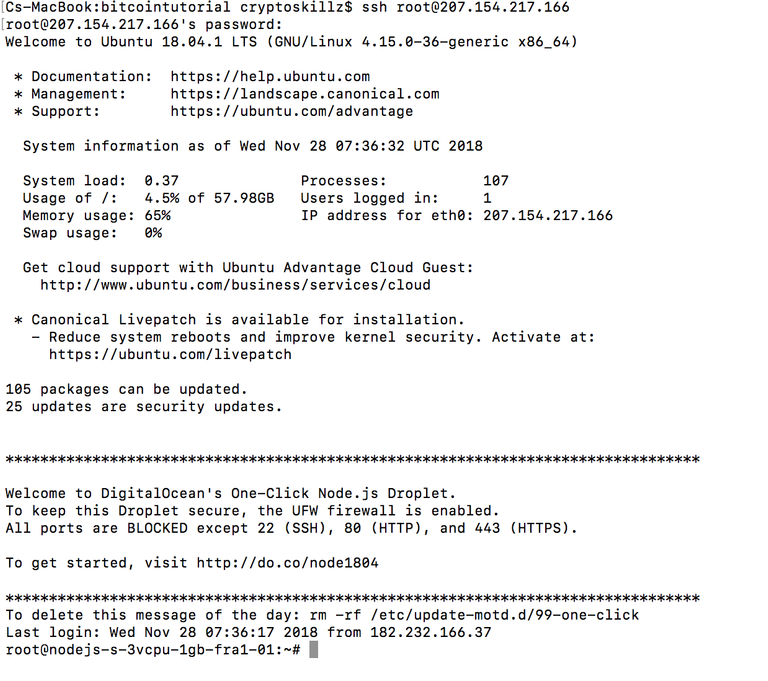 [Cs-MacBook:bitcointutorial cryptoskillz$ ssh root@207.154.217.166
[root@207.154.217.166's password:
Welcome to Ubuntu 18.04.1 LTS (GNU/Linux 4.15.0-36-generic x86_64)

 * Documentation:  https://help.ubuntu.com
 * Management:     https://landscape.canonical.com
 * Support:        https://ubuntu.com/advantage

  System information as of Wed Nov 28 07:36:32 UTC 2018

  System load:  0.37              Processes:           107
  Usage of /:   4.5% of 57.98GB   Users logged in:     1
  Memory usage: 65%               IP address for eth0: 207.154.217.166
  Swap usage:   0%

  Get cloud support with Ubuntu Advantage Cloud Guest:
    http://www.ubuntu.com/business/services/cloud

 * Canonical Livepatch is available for installation.
   - Reduce system reboots and improve kernel security. Activate at:
     https://ubuntu.com/livepatch

105 packages can be updated.
25 updates are security updates.


********************************************************************************

Welcome to DigitalOcean's One-Click Node.js Droplet.
To keep this Droplet secure, the UFW firewall is enabled.
All ports are BLOCKED except 22 (SSH), 80 (HTTP), and 443 (HTTPS).

To get started, visit http://do.co/node1804

********************************************************************************
To delete this message of the day: rm -rf /etc/update-motd.d/99-one-click
Last login: Wed Nov 28 07:36:17 2018 from 182.232.166.37
root@nodejs-s-3vcpu-1gb-fra1-01:~#